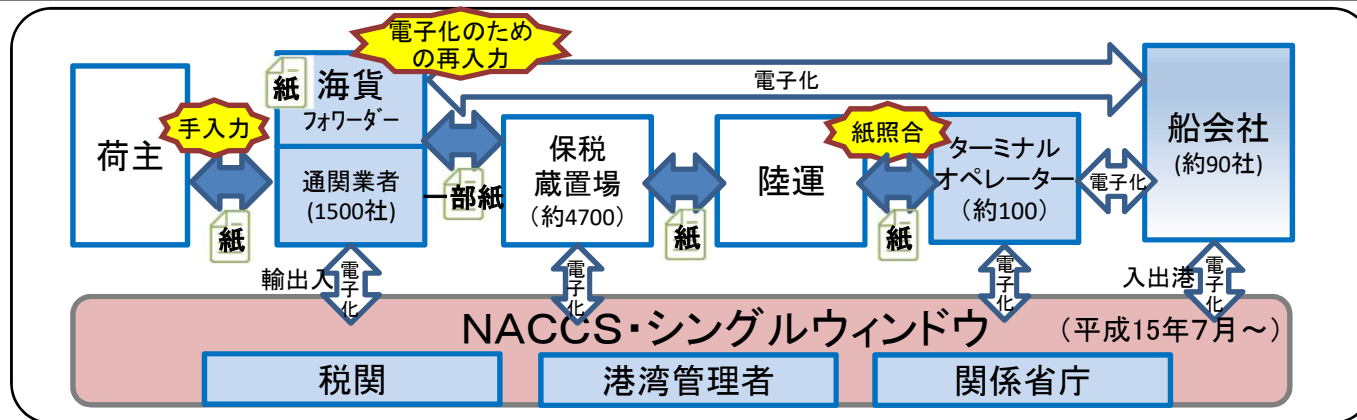 電子化のため
の再入力
電子化
荷主
手入力
紙
紙
海貨
フォワーダー
通関業者
(1500社)
一部紙
保税
蔵置場
(約4700)
紙
陸運
紙照合
紙
ターミナル
オペレーター
(約100)
電子化
船会社
(約90社)
輸出入
電子化
電子化
電子化
入出港
電子化
NACCS・シングルウィンドウ
(平成15年7月~)
税関
港湾管理者
関係省庁